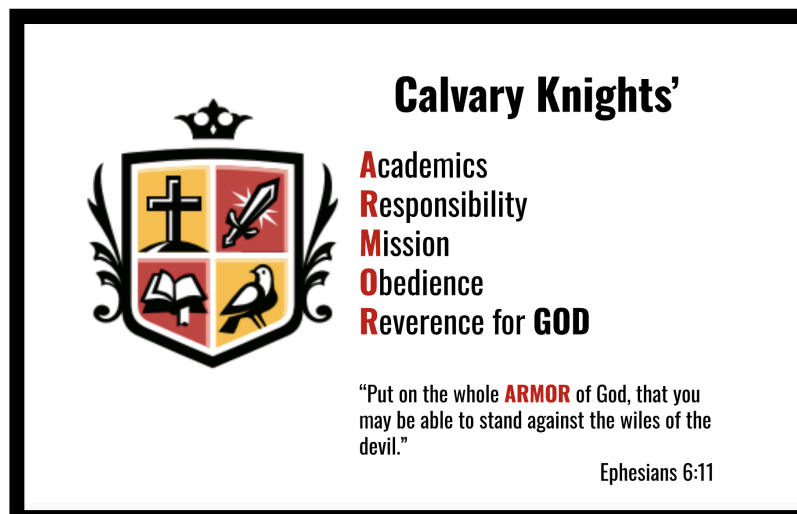 Calvary Knights’
Academics
Responsibility
Mission
Obedience
Reverence for GOD
“Put on the whole ARMOR of God, that you
may be able to stand against the wiles of the
devil.”
Ephesians 6:11